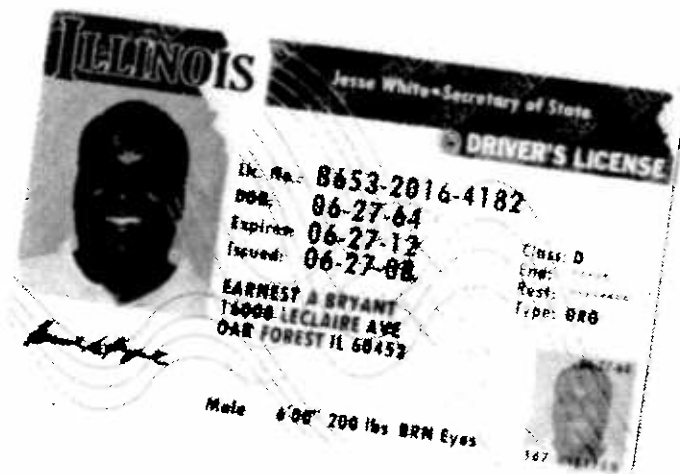 ILLINOIS
Jesse White • Secretary of State
DRIVER'S LICENSE
Lic. No.: B653-2016-4182
DOB: 06-27-64
Expires: 06-27-12
Issued: 06-27-08
Class: D
End:
Rest:
Type: ORG
EARNEST A BRYANT
16000 LECLAIRE AVE
OAK FOREST IL 60452
Male 6'00" 200 lbs BRN Eyes